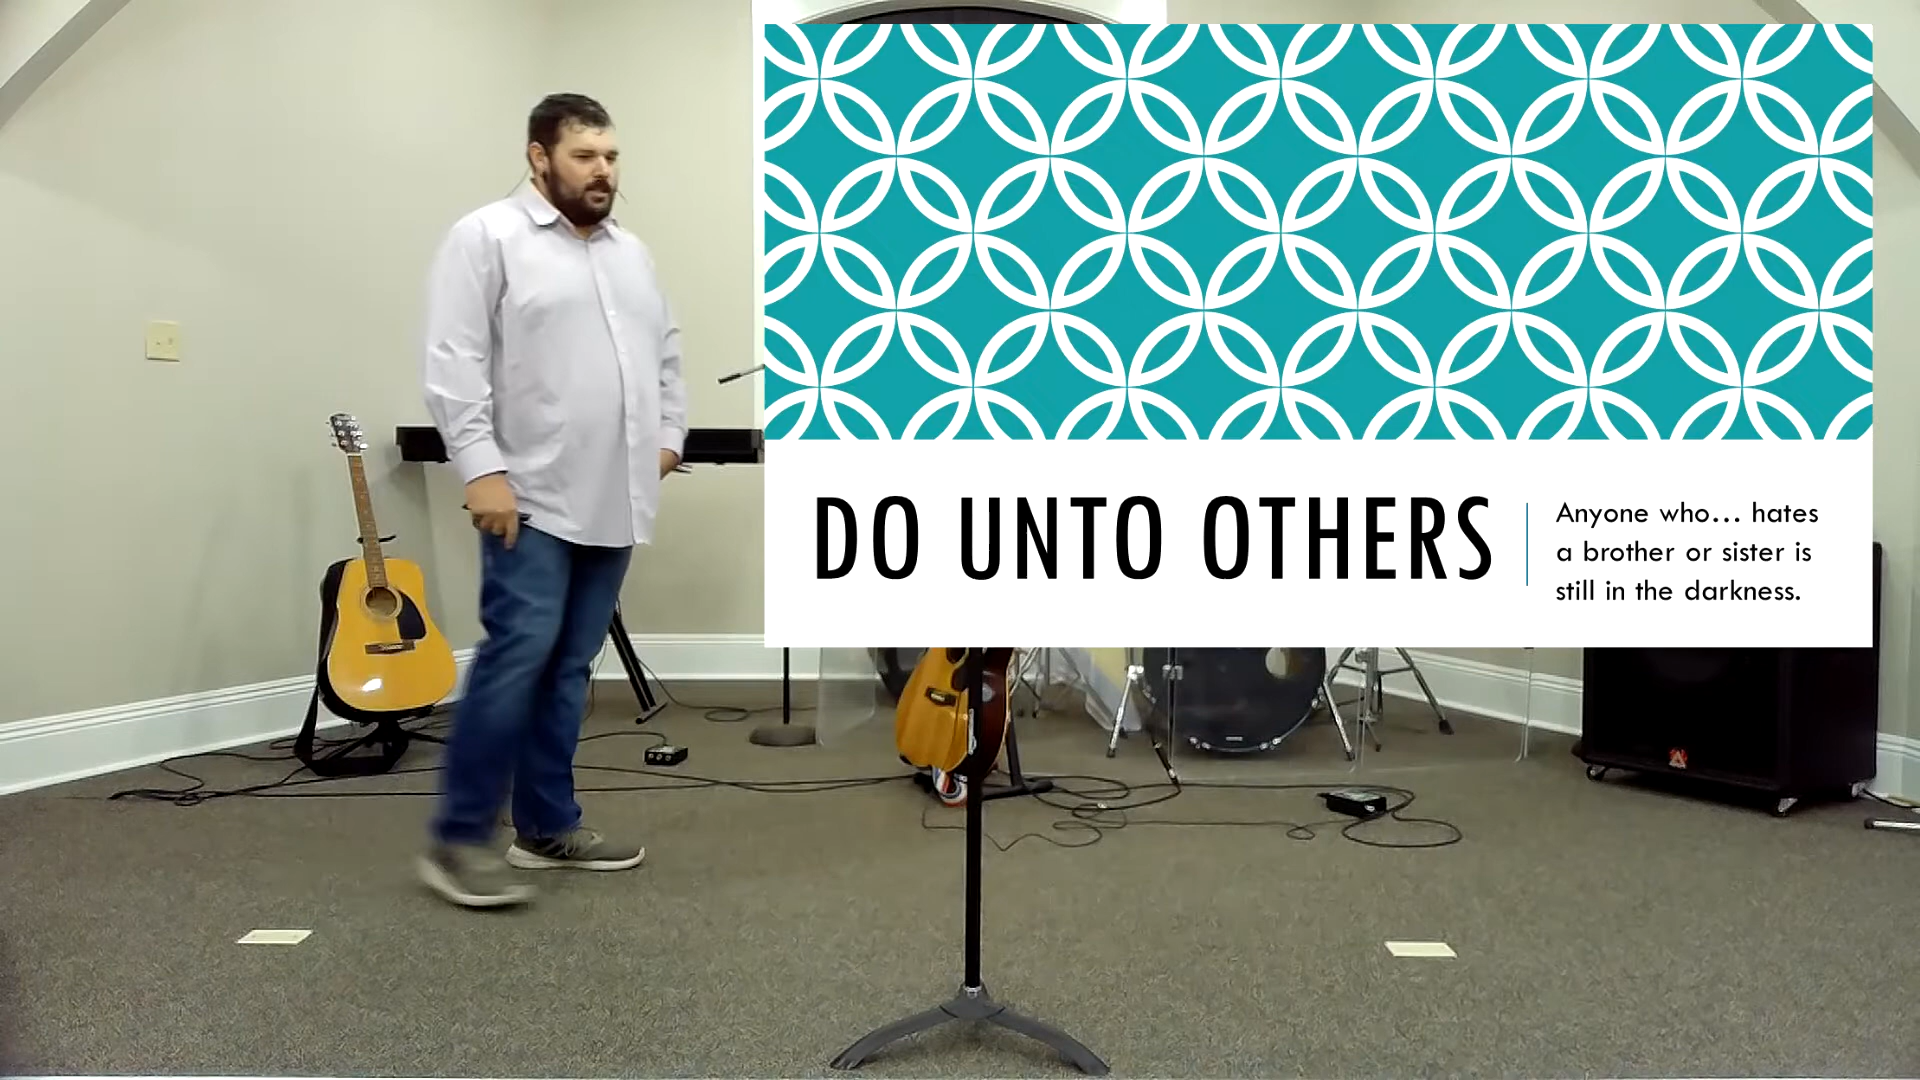 DO UNTO OTHERS
Anyone who... hates
a brother or sister is
still in the darkness.